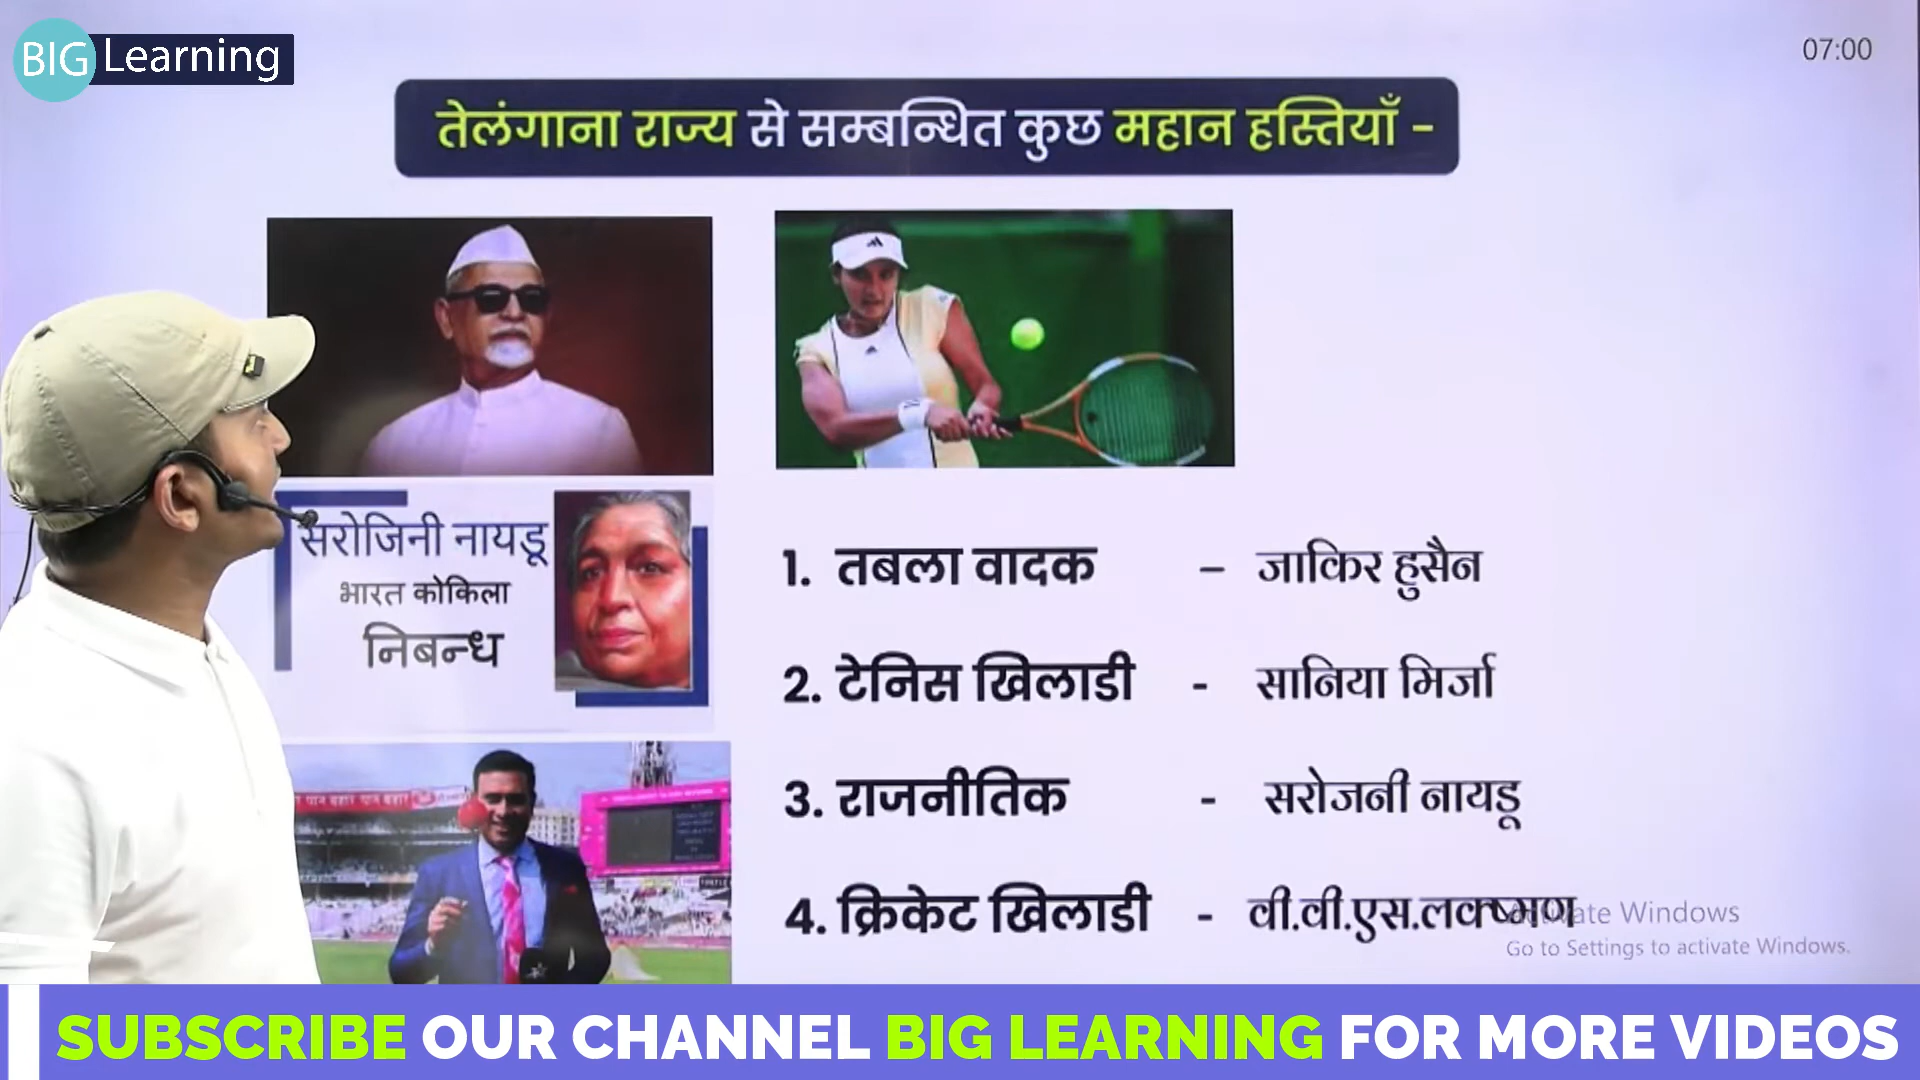 BIG Learning
07:00
तेलंगाना राज्य से सम्बन्धित कुछ महान हस्तियाँ -
सरोजिनी नायडू
भारत कोकिला
निबन्ध
1. तबला वादक – जाकिर हुसैन
2. टेनिस खिलाडी - सानिया मिर्जा
3. राजनीतिक - सरोजनी नायडू
4. क्रिकेट खिलाडी - वी.वी.एस.लक्ष्मण
Activate Windows
Go to Settings to activate Windows.
SUBSCRIBE OUR CHANNEL BIG LEARNING FOR MORE VIDEOS